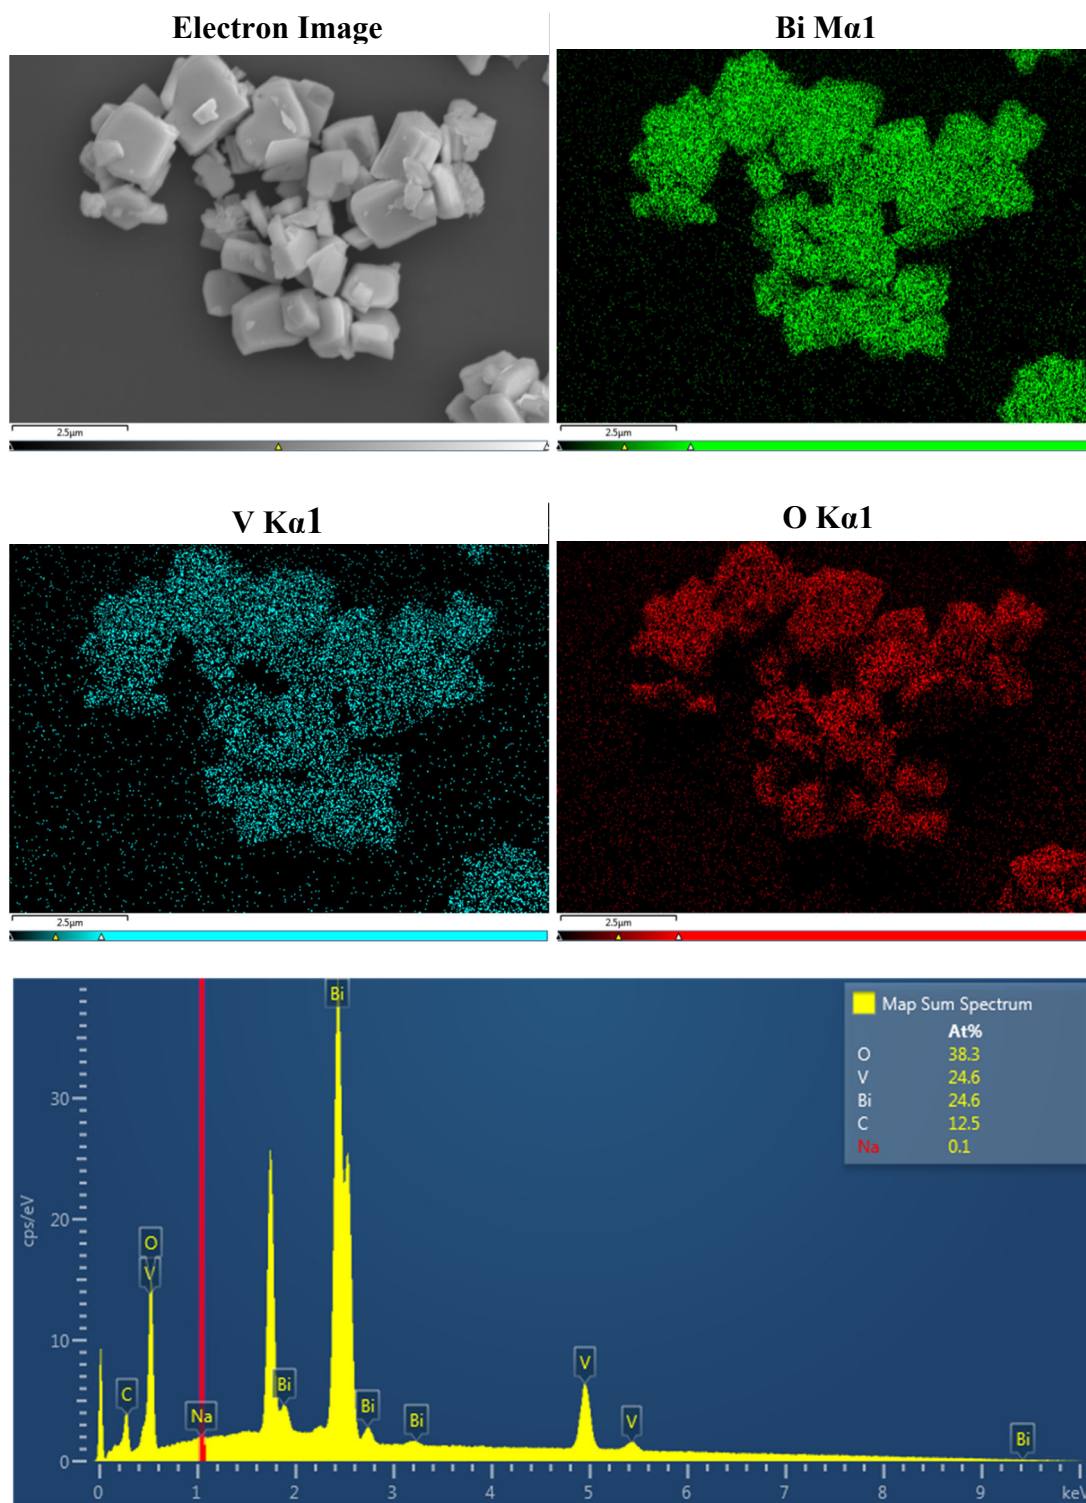 Electron Image
Bi Mα1
2.5μm
2.5μm
V Kα1
O Kα1
2.5μm
2.5μm
Map Sum Spectrum
At%
O 38.3
V 24.6
Bi 24.6
C 12.5
Na 0.1
cps/eV
30
20
10
0
Bi
O
V
C
Na
Bi
Bi
Bi
V
V
Bi
0 1 2 3 4 5 6 7 8 9 keV